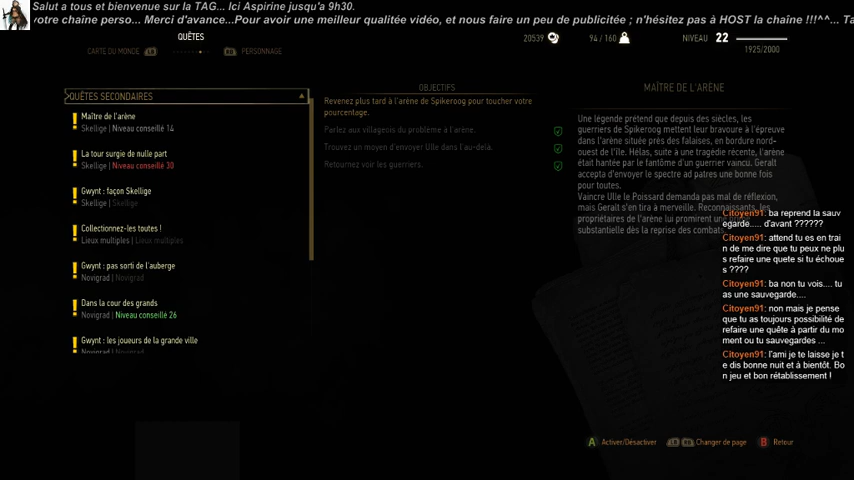 Salut a tous et bienvenue sur la TAG... Ici Aspirine jusqu'a 9h30.
votre chaîne perso... Merci d'avance...Pour avoir une meilleur qualitée vidéo, et nous faire un peu de publicitée ; n'hésitez pas à HOST la chaîne !!!^^... Ta
QUÊTES
CARTE DU MONDE LB
RB PERSONNAGE
20539
94 / 160
NIVEAU 22
1925/2000
QUÊTES SECONDAIRES
Maître de l'arène
Skellige | Niveau conseillé 14
La tour surgie de nulle part
Skellige | Niveau conseillé 30
Gwynt : façon Skellige
Skellige | Skellige
Collectionnez-les toutes !
Lieux multiples | Lieux multiples
Gwynt : pas sorti de l'auberge
Novigrad | Novigrad
Dans la cour des grands
Novigrad | Niveau conseillé 26
Gwynt : les joueurs de la grande ville
Novigrad | Novigrad
OBJECTIFS
Revenez plus tard à l'arène de Spikeroog pour toucher votre
pourcentage.
Parlez aux villageois du problème à l'arène.
Trouvez un moyen d'envoyer Ulle dans l'au-delà.
Retournez voir les guerriers.
MAÎTRE DE L'ARÈNE
Une légende prétend que depuis des siècles, les
guerriers de Spikeroog mettent leur bravoure à l'épreuve
dans l'arène située près des falaises, en bordure nord-
ouest de l'île. Hélas, suite à une tragédie récente, l'arène
était hantée par le fantôme d'un guerrier vaincu. Geralt
accepta d'envoyer le spectre ad patres une bonne fois
pour toutes.
Vaincre Ulle le Poissard demanda pas mal de réflexion,
mais Geralt s'en tira à merveille. Reconnaissants, les
propriétaires de l'arène lui promirent une
substantielle dès la reprise des combats.
Citoyen91: ba reprend la sauv
egarde..... d'avant ??????
Citoyen91: attend tu es en trai
n de me dire que tu peux ne plu
s refaire une quete si tu échoue
s ????
Citoyen91: ba non tu vois.... tu
as une sauvegarde....
Citoyen91: non mais je pense
que tu as toujours possibilité de
refaire une quête à partir du mo
ment ou tu sauvegardes ...
Citoyen91: l'ami je te laisse je t
e dis bonne nuit et à bientôt. Bo
n jeu et bon rétablissement !
A Activer/Désactiver
LB RB Changer de page
B Retour